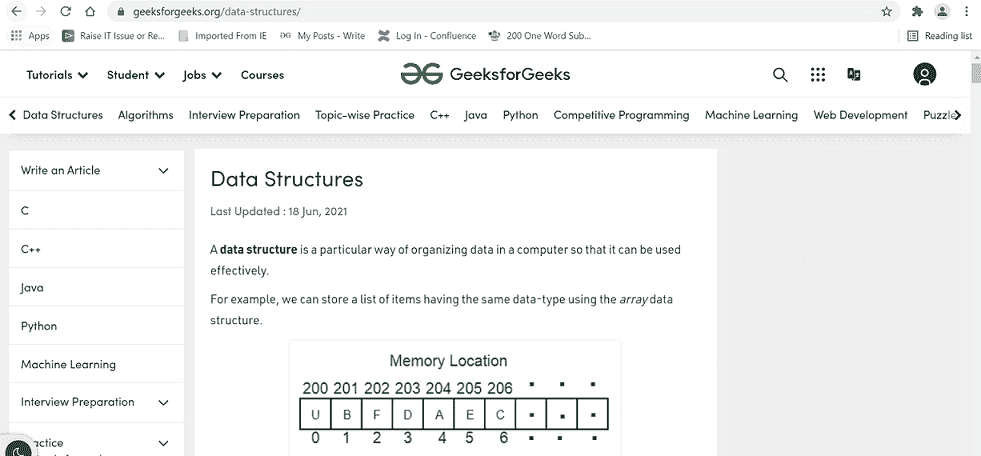 geeksforgeeks.org/data-structures/
Apps Raise IT Issue or Re... Imported From IE My Posts - Write Log In - Confluence 200 One Word Sub... Reading list
Tutorials Student Jobs Courses GeeksforGeeks
Data Structures Algorithms Interview Preparation Topic-wise Practice C++ Java Python Competitive Programming Machine Learning Web Development Puzzle
Write an Article
C
C++
Java
Python
Machine Learning
Interview Preparation
actice
Data Structures
Last Updated : 18 Jun, 2021
A data structure is a particular way of organizing data in a computer so that it can be used
effectively.
For example, we can store a list of items having the same data-type using the array data
structure.
Memory Location
200 201 202 203 204 205 206
U B F D A E C
0 1 2 3 4 5 6